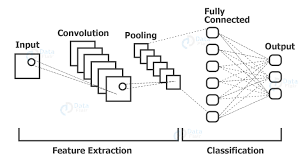 Fully
Connected
Convolution
Pooling
Input
Output
Feature Extraction
Classification